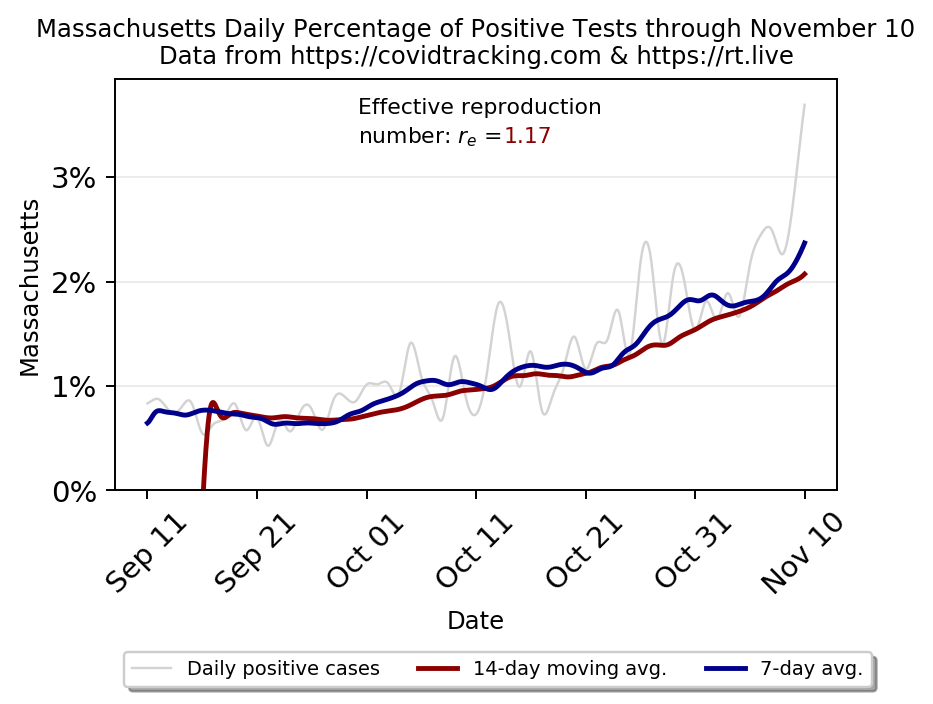 Massachusetts Daily Percentage of Positive Tests through November 10
Data from https://covidtracking.com & https://rt.live
Effective reproduction
number: rₑ =1.17
3%
2%
1%
0%
Massachusetts
Sep 11
Sep 21
Oct 01
Oct 11
Oct 21
Oct 31
Nov 10
Date
Daily positive cases
14-day moving avg.
7-day avg.